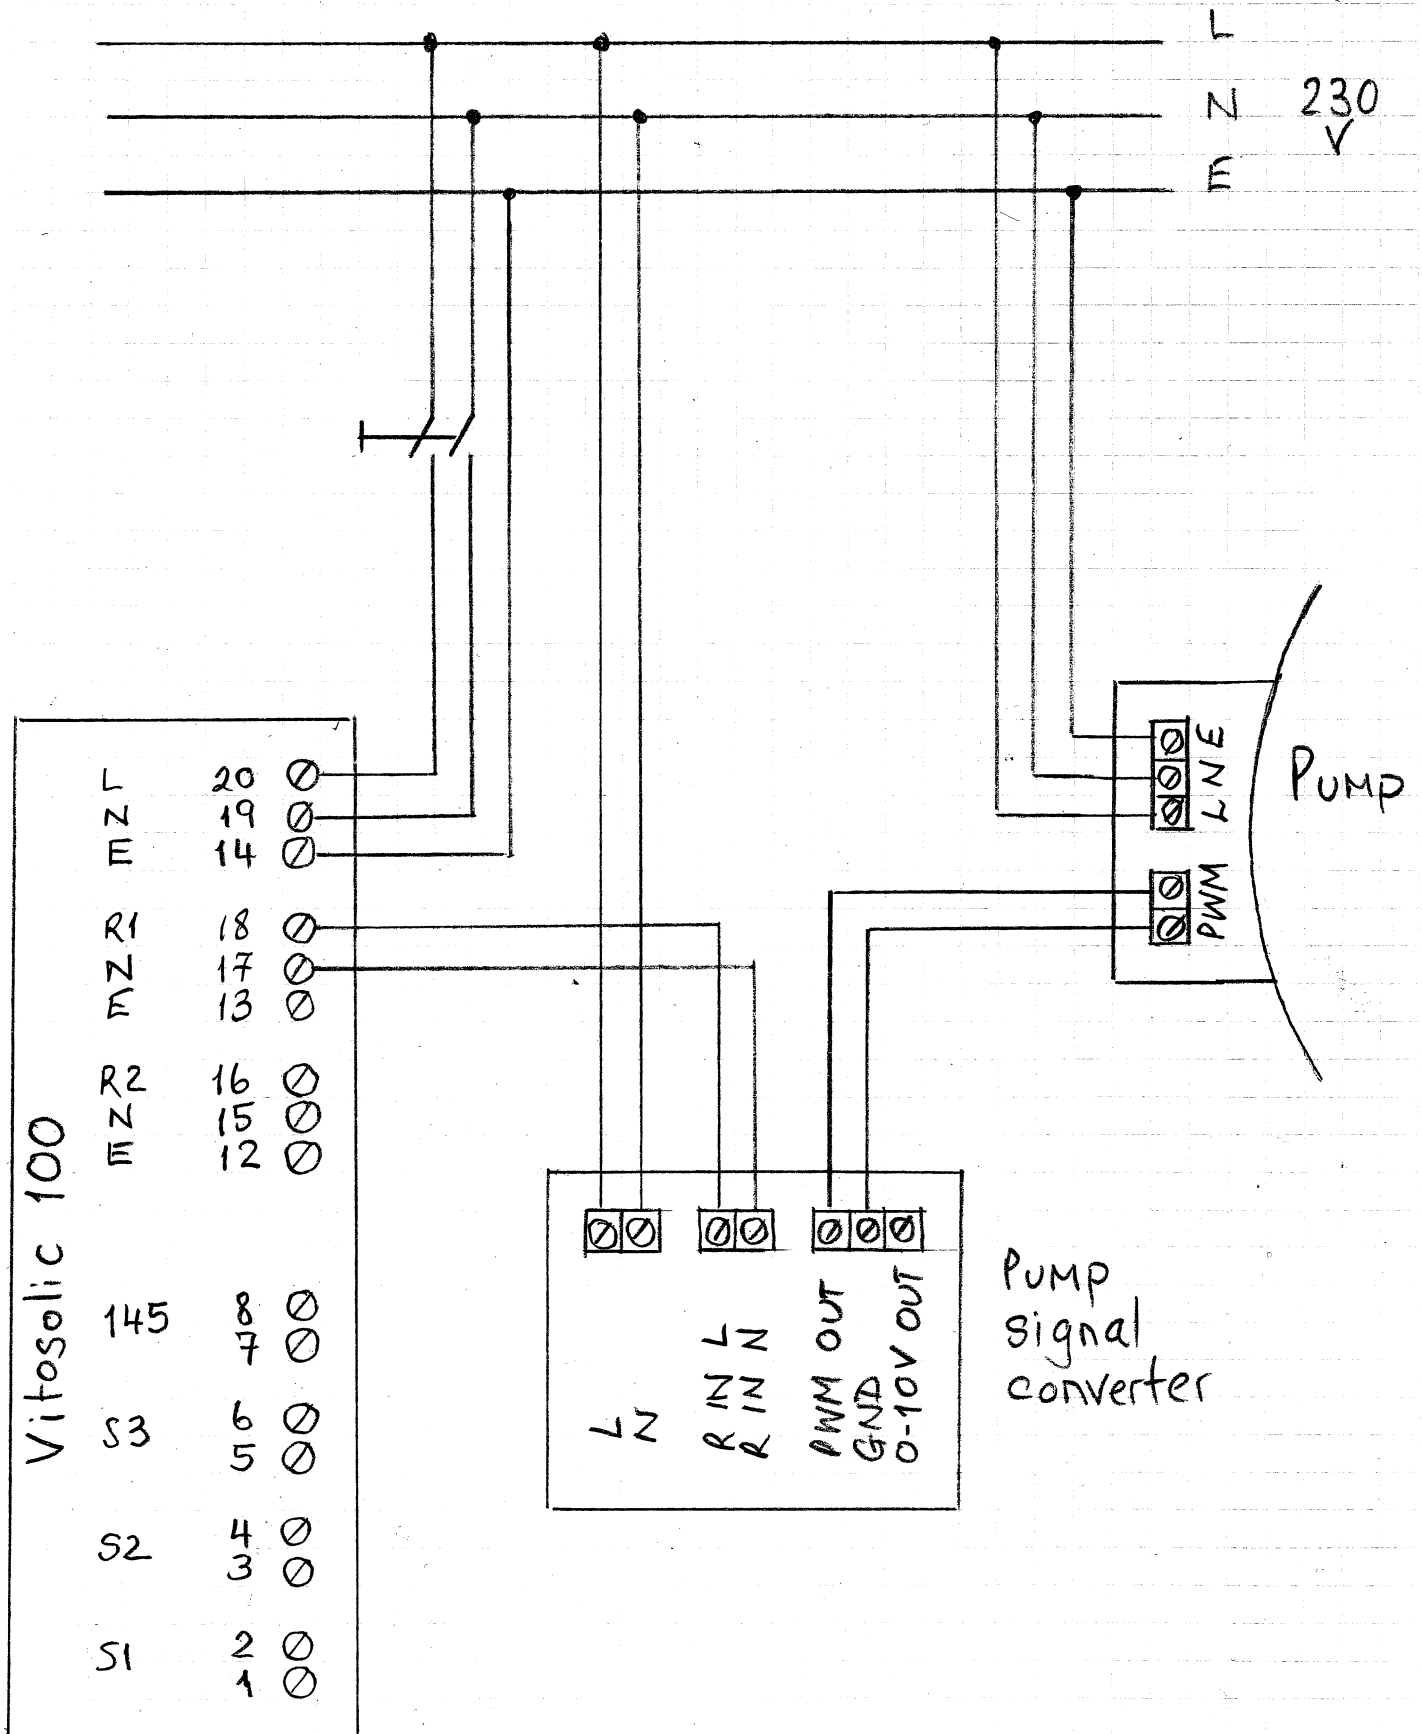 L
N 230
V
E
L 20
N 19
E 14
R1 18
N 17
E 13
R2 16
N 15
E 12
145 8
7
S3 6
5
S2 4
3
S1 2
1
Vitosolic 100
L
N
R IN L
R IN N
PWM OUT
GND
0-10V OUT
Pump
signal
converter
E
N
L
PWM
Pump